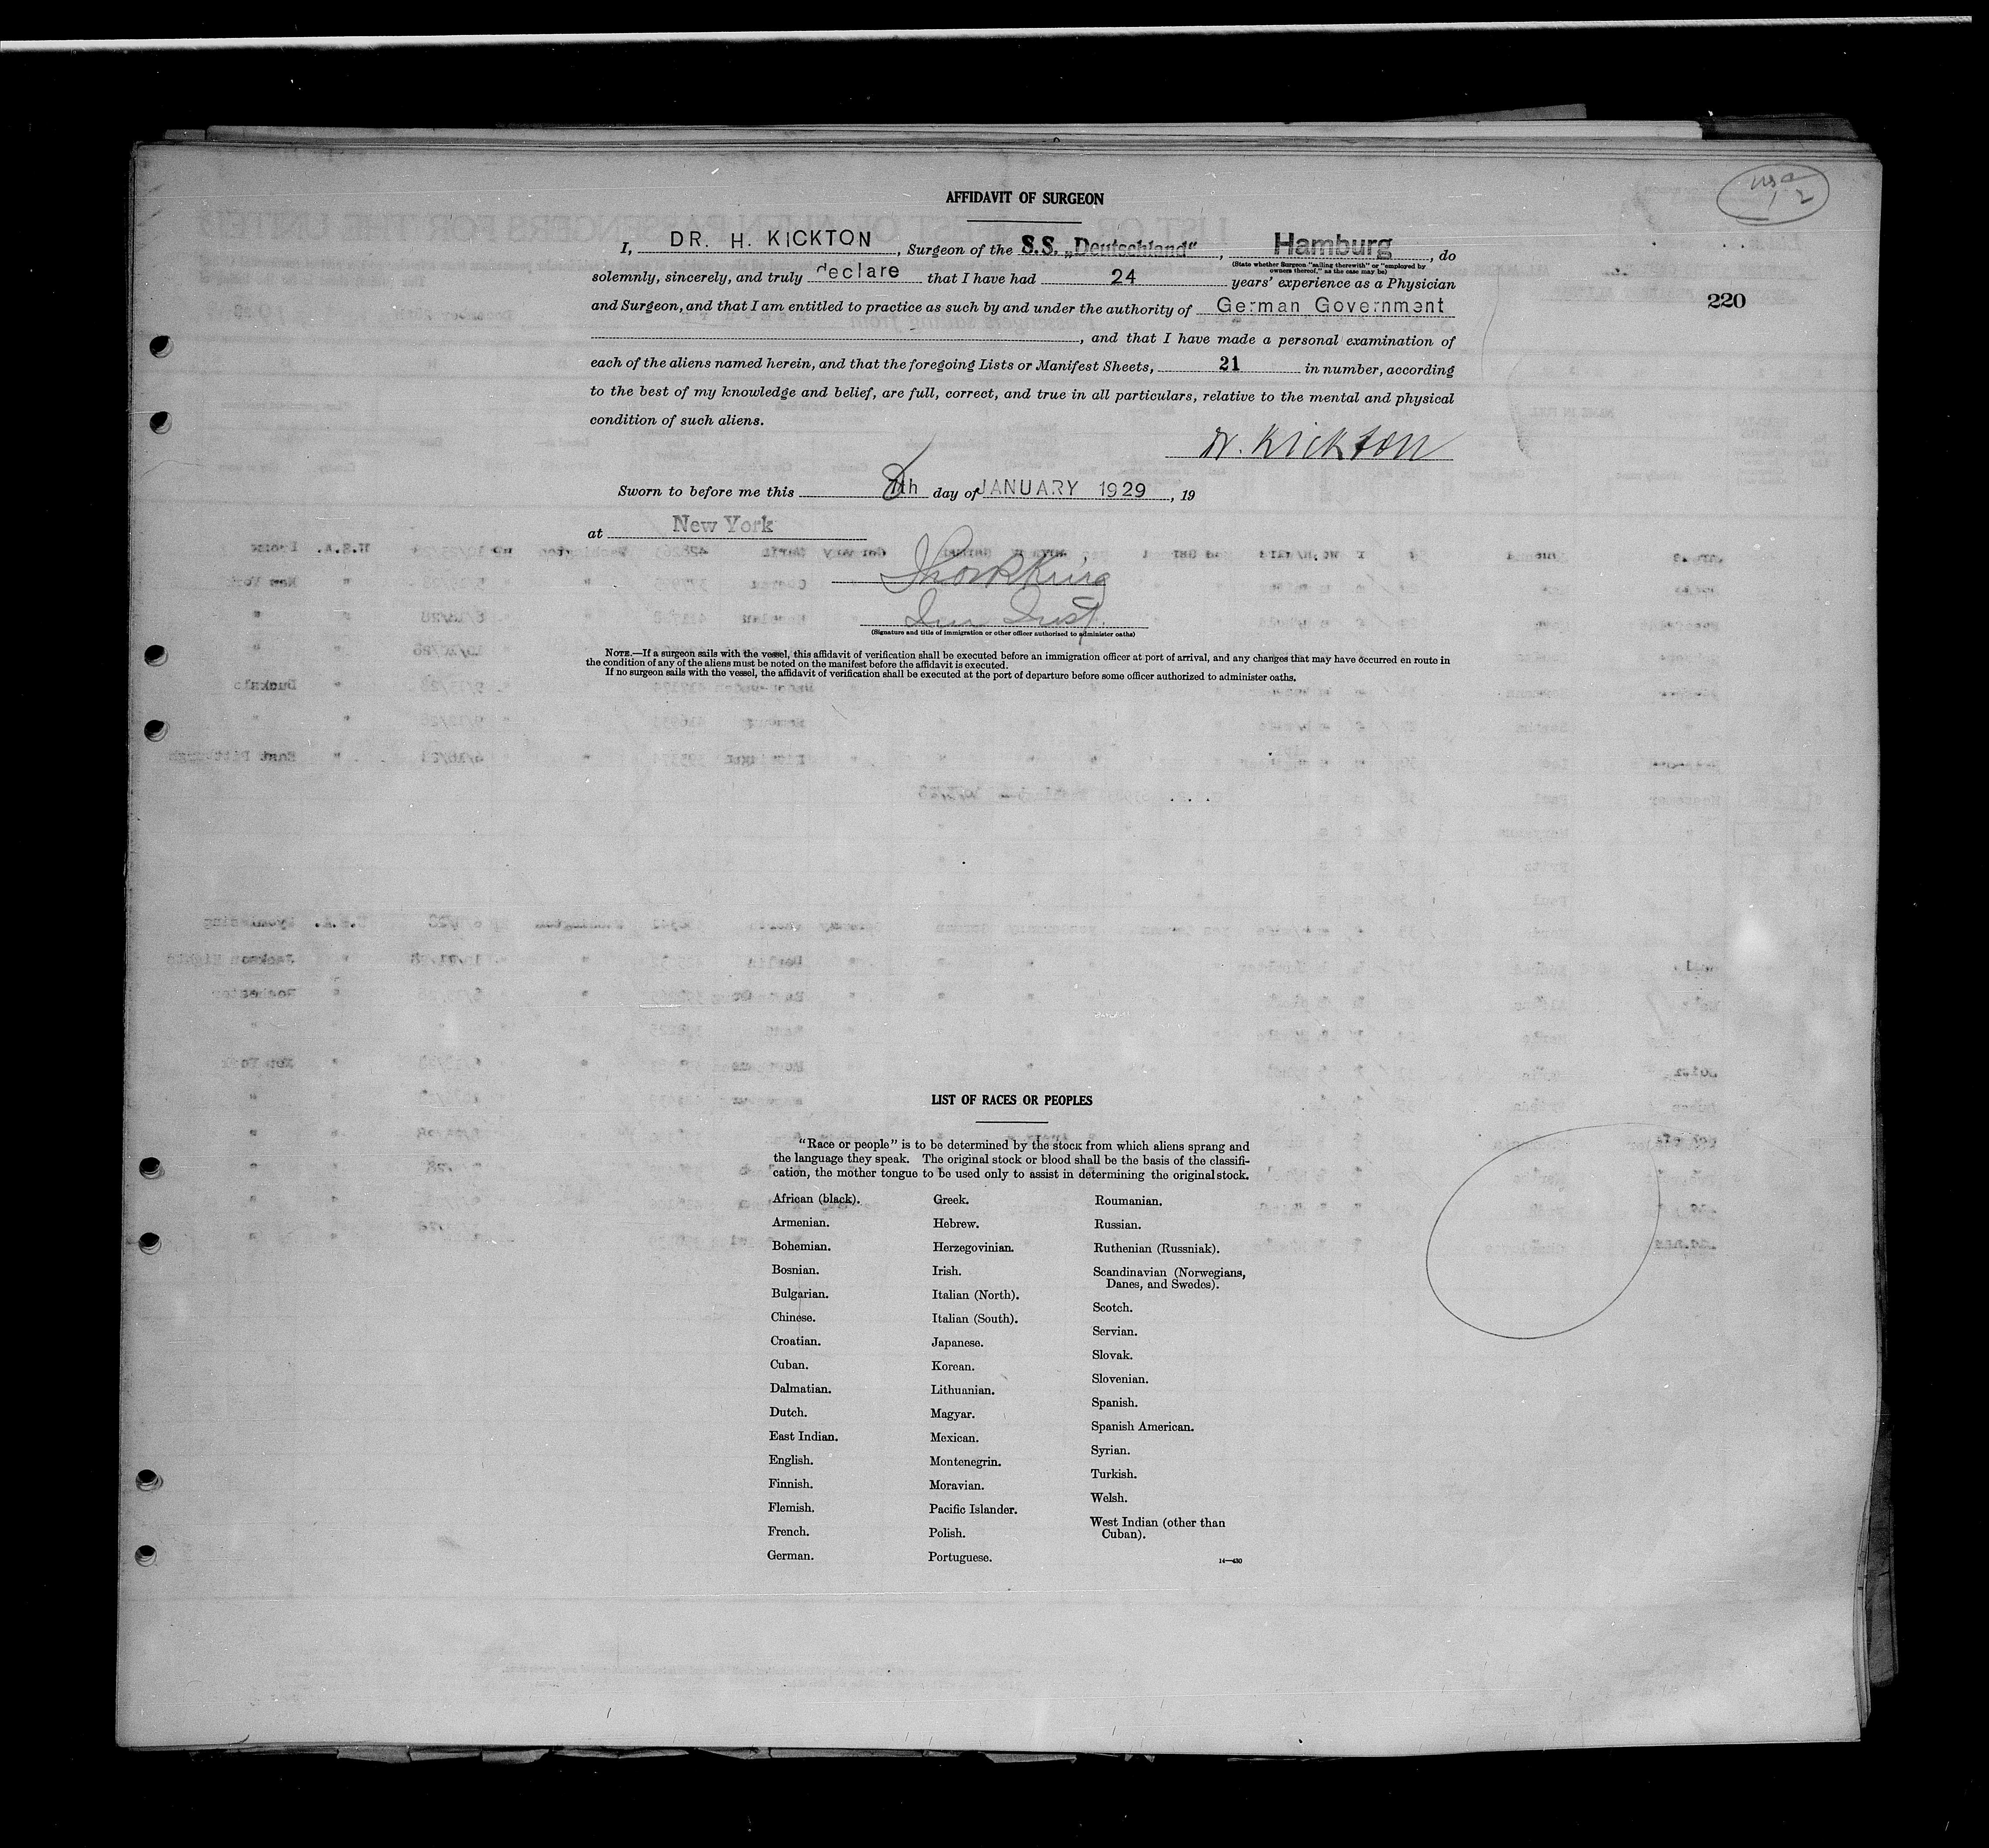 AFFIDAVIT OF SURGEON
I, DR. H. KICKTON, Surgeon of the S.S. „Deutschland“, Hamburg, do
(State whether Surgeon "sailing therewith" or "employed by
owners thereof," as the case may be)
solemnly, sincerely, and truly declare that I have had 24 years' experience as a Physician
and Surgeon, and that I am entitled to practice as such by and under the authority of German Government
, and that I have made a personal examination of
each of the aliens named herein, and that the foregoing Lists or Manifest Sheets, 21 in number, according
to the best of my knowledge and belief, are full, correct, and true in all particulars, relative to the mental and physical
condition of such aliens.
Dr. Kickton
Sworn to before me this 8 th day of JANUARY 1929, 19
at New York
Imm Insp.
(Signature and title of immigration or other officer authorized to administer oaths)
NOTE.—If a surgeon sails with the vessel, this affidavit of verification shall be executed before an immigration officer at port of arrival, and any changes that may have occurred en route in
the condition of any of the aliens must be noted on the manifest before the affidavit is executed.
If no surgeon sails with the vessel, the affidavit of verification shall be executed at the port of departure before some officer authorized to administer oaths.
220
LIST OF RACES OR PEOPLES
"Race or people" is to be determined by the stock from which aliens sprang and
the language they speak. The original stock or blood shall be the basis of the classifi-
cation, the mother tongue to be used only to assist in determining the original stock.
African (black).
Armenian.
Bohemian.
Bosnian.
Bulgarian.
Chinese.
Croatian.
Cuban.
Dalmatian.
Dutch.
East Indian.
English.
Finnish.
Flemish.
French.
German.
Greek.
Hebrew.
Herzegovinian.
Irish.
Italian (North).
Italian (South).
Japanese.
Korean.
Lithuanian.
Magyar.
Mexican.
Montenegrin.
Moravian.
Pacific Islander.
Polish.
Portuguese.
Roumanian.
Russian.
Ruthenian (Russniak).
Scandinavian (Norwegians,
Danes, and Swedes).
Scotch.
Servian.
Slovak.
Slovenian.
Spanish.
Spanish American.
Syrian.
Turkish.
Welsh.
West Indian (other than
Cuban).
14—430